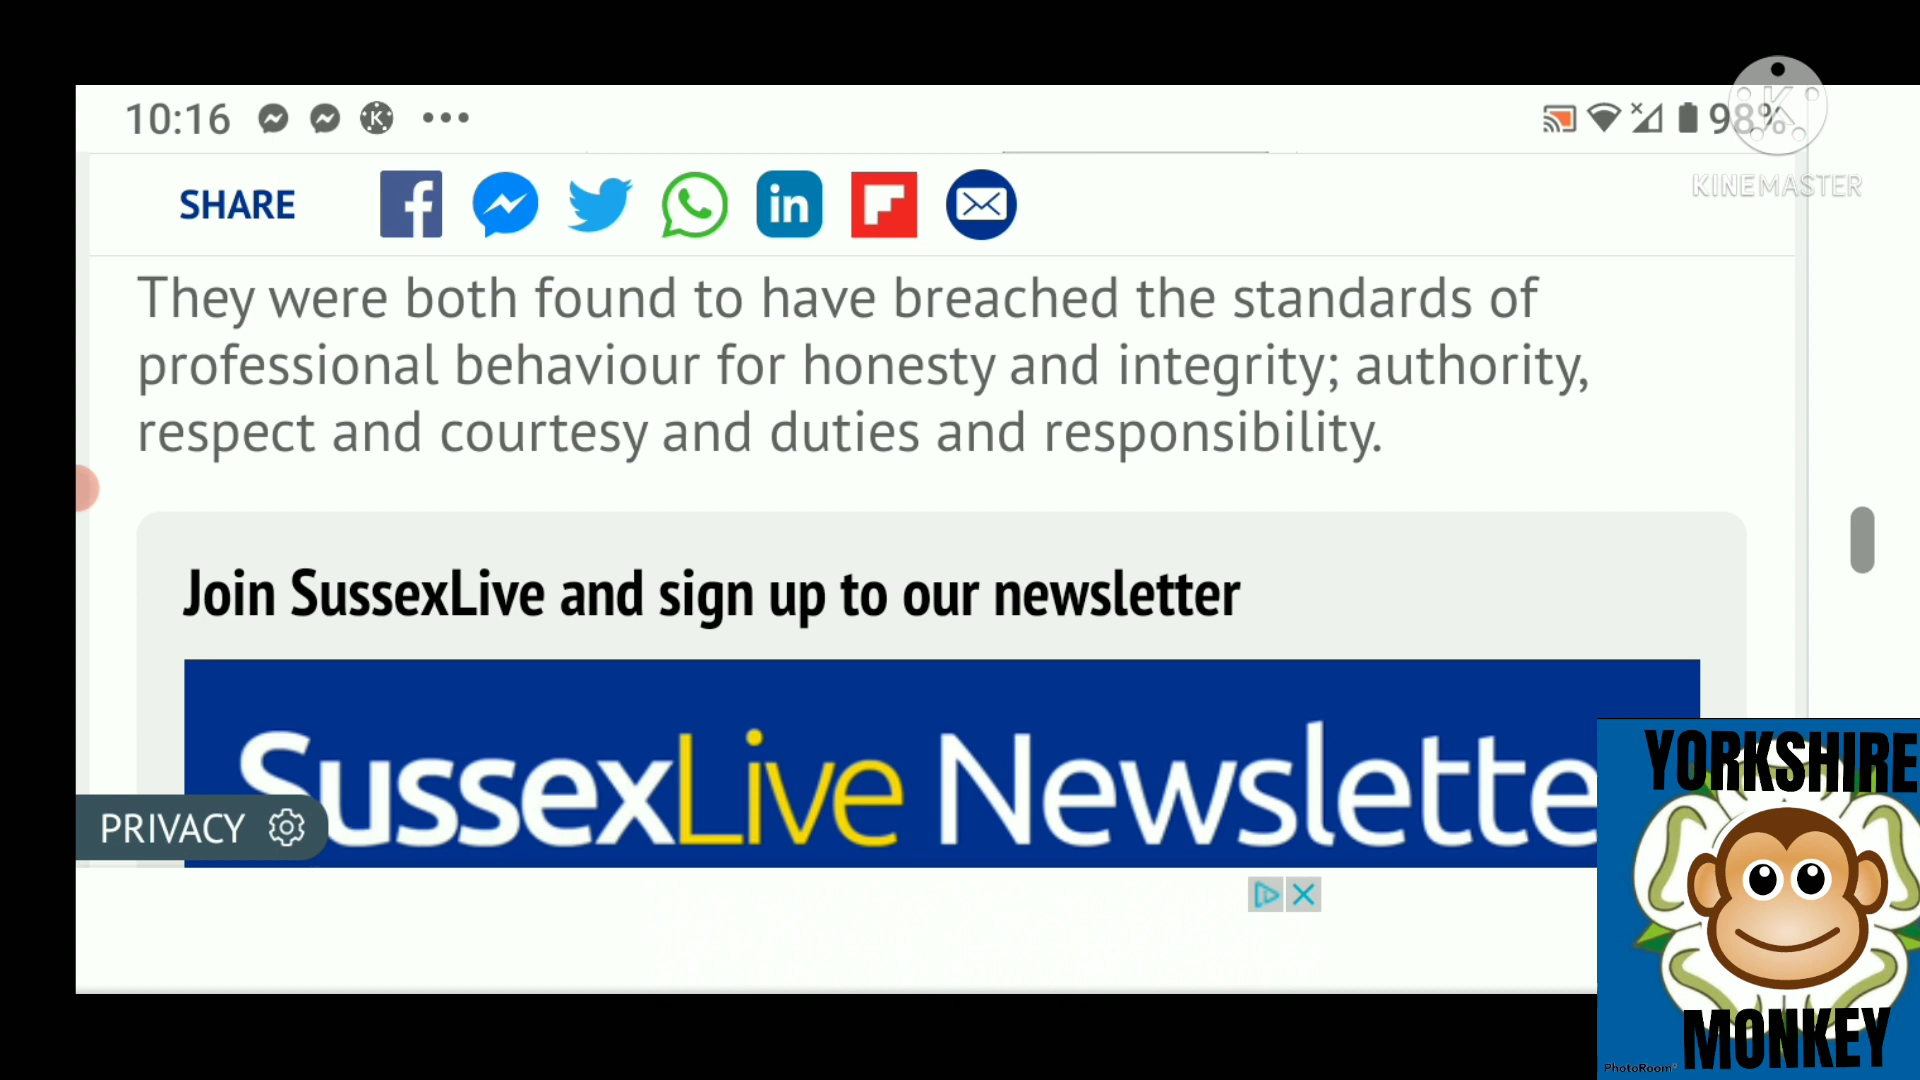 10:16
98%
KINEMASTER
SHARE
They were both found to have breached the standards of
professional behaviour for honesty and integrity; authority,
respect and courtesy and duties and responsibility.
Join SussexLive and sign up to our newsletter
SussexLive Newslette
PRIVACY
YORKSHIRE
MONKEY
PhotoRoom